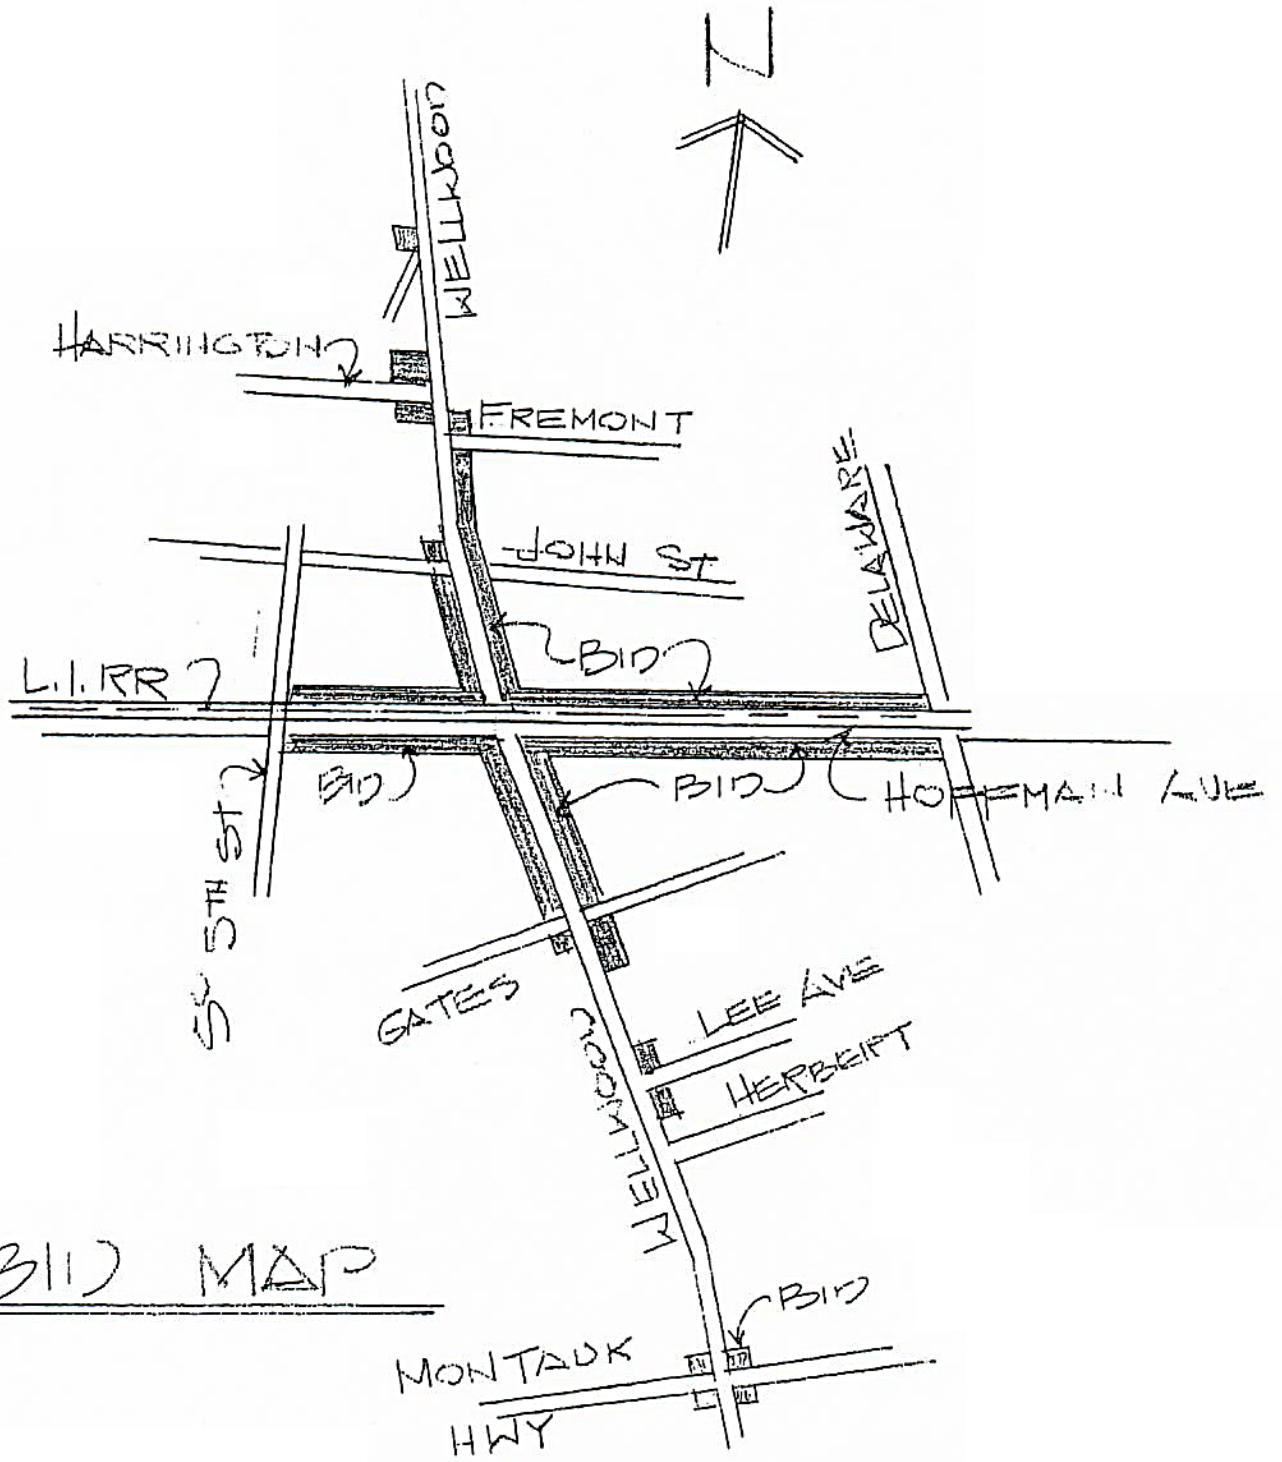 N
WELLWOOD
HARRINGTON
FREMONT
DELAWARE
JOHN ST
BID
L.I.RR
BID
BID
HOFFMAN AVE
SO 5TH ST
GATES
LEE AVE
HERBERT
WELLWOOD
BID MAP
BID
MONTAUK
HWY